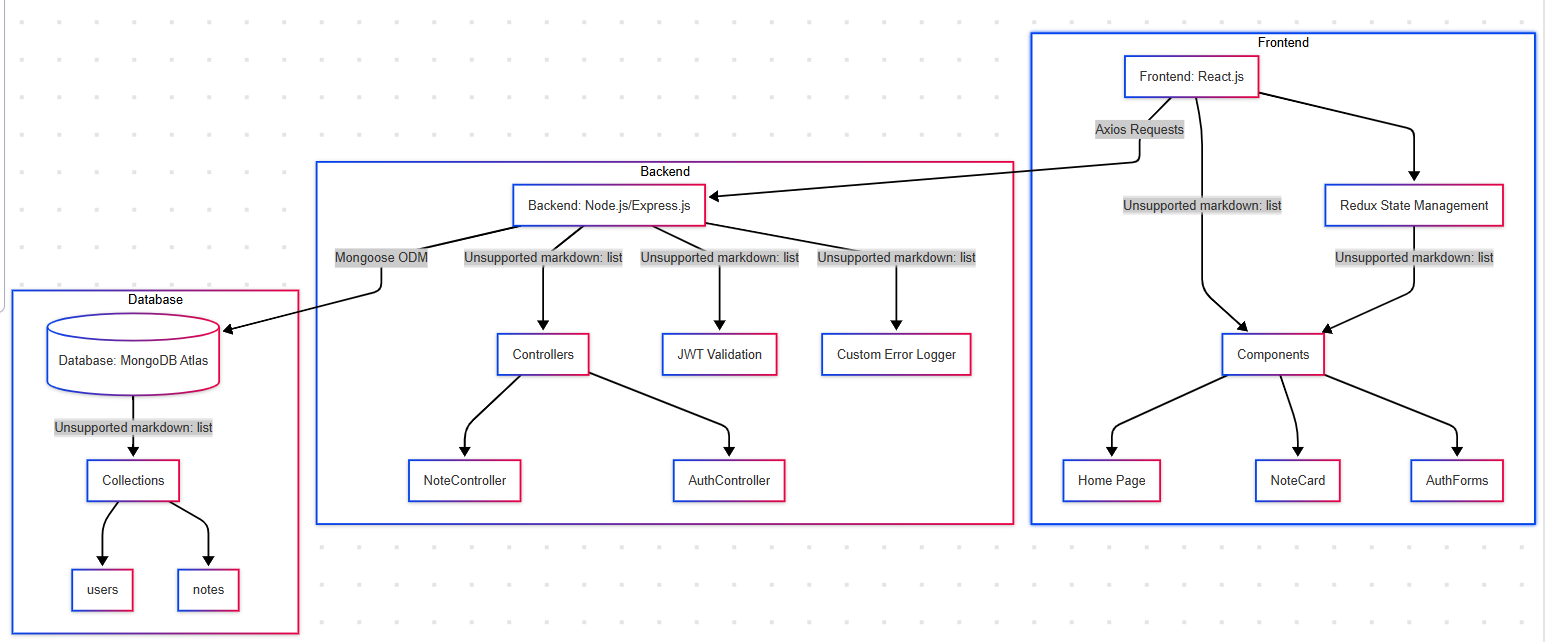 Frontend
Frontend: React.js
Axios Requests
Unsupported markdown: list
Redux State Management
Unsupported markdown: list
Components
Home Page
NoteCard
AuthForms
Backend
Backend: Node.js/Express.js
Mongoose ODM
Unsupported markdown: list
Unsupported markdown: list
Unsupported markdown: list
Controllers
JWT Validation
Custom Error Logger
NoteController
AuthController
Database
Database: MongoDB Atlas
Unsupported markdown: list
Collections
users
notes